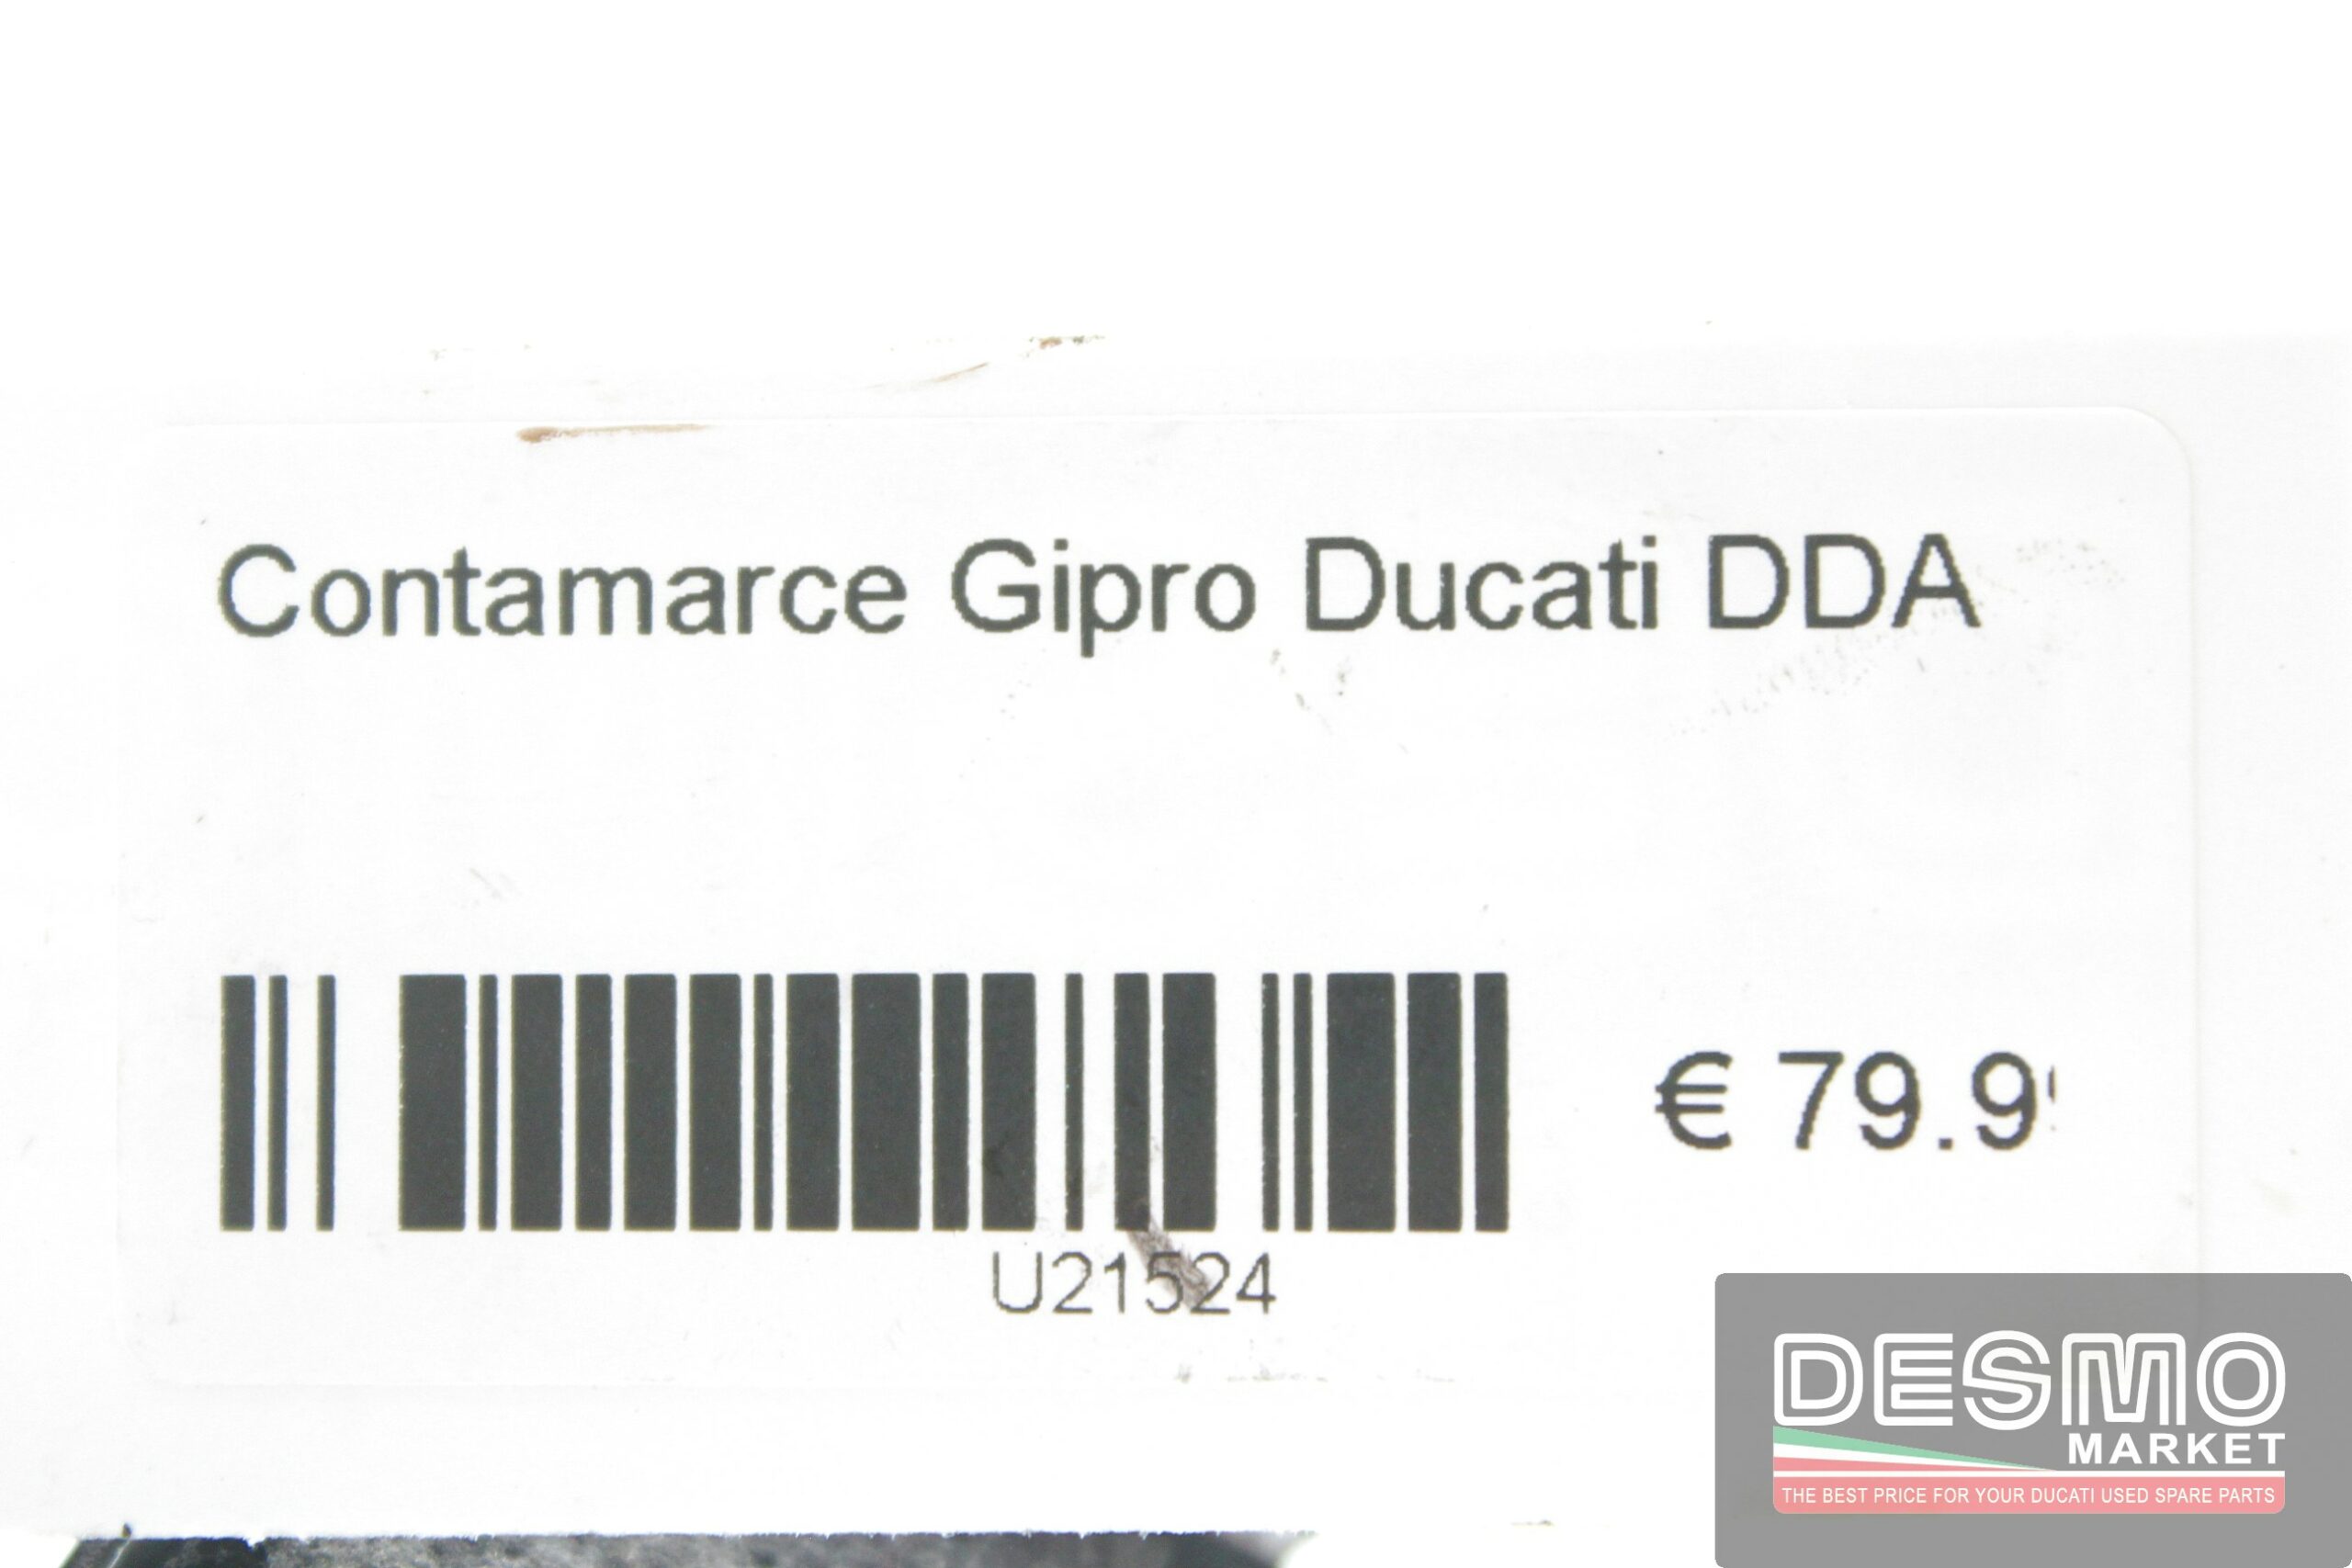 Contamarce Gipro Ducati DDA
€ 79.9
U21524
DESMO
MARKET
THE BEST PRICE FOR YOUR DUCATI USED SPARE PARTS